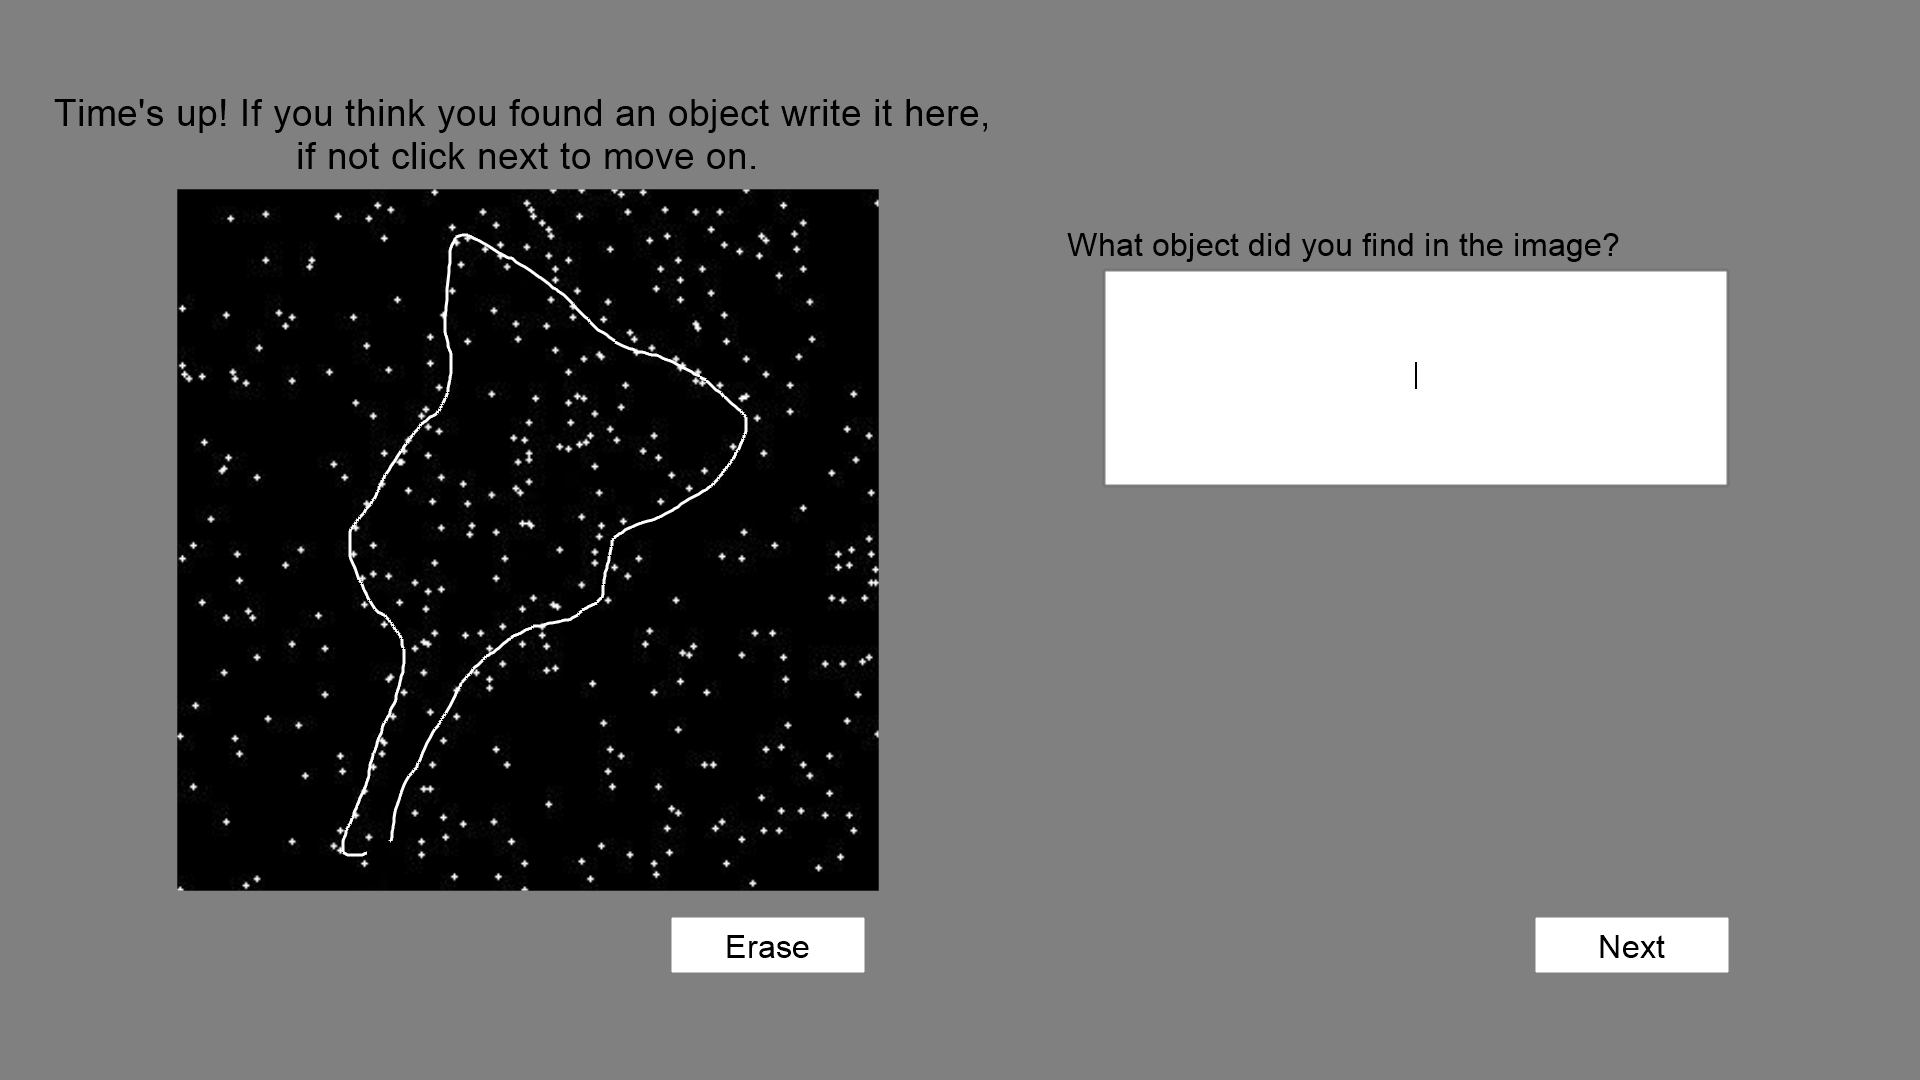 Time's up! If you think you found an object write it here,
if not click next to move on.
What object did you find in the image?
Erase
Next